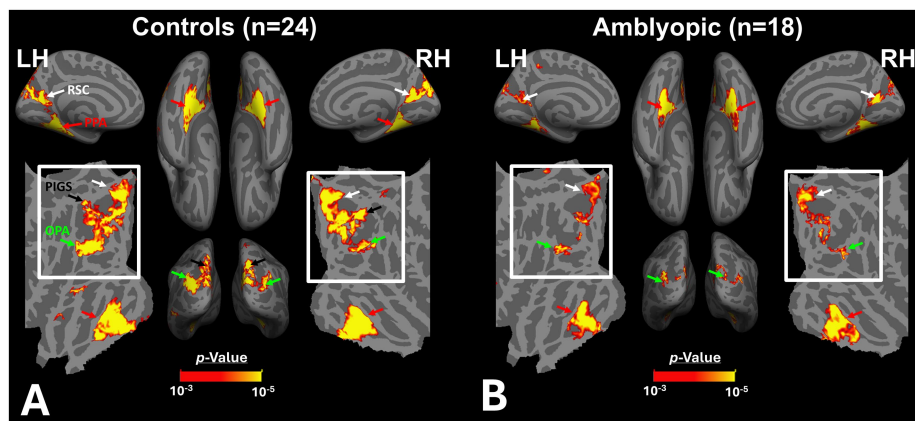 Controls (n=24)
LH
RH
RSC
PPA
PIGS
OPA
p-Value
10-3
10-5
A
Amblyopic (n=18)
LH
RH
p-Value
10-3
10-5
B